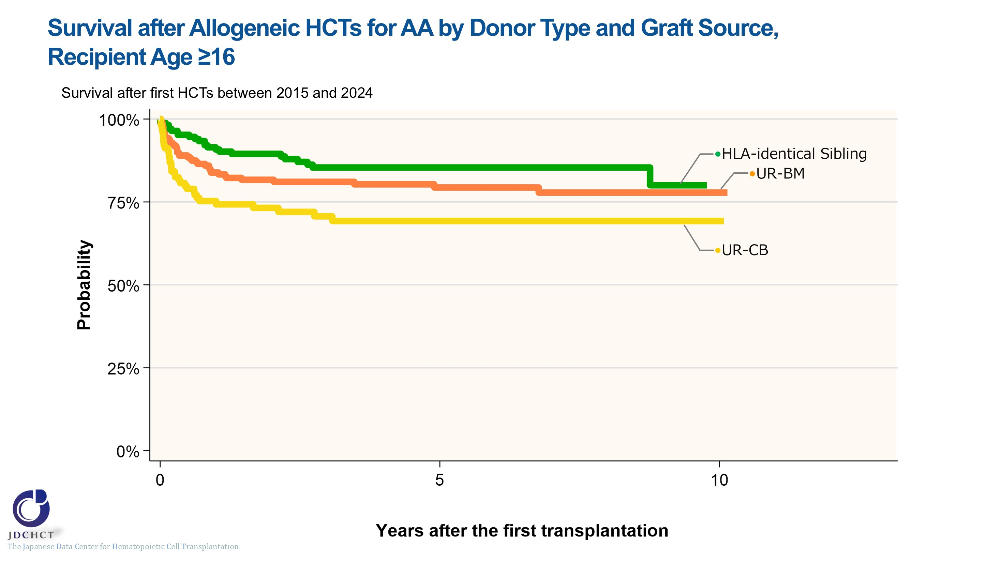 Survival after Allogeneic HCTs for AA by Donor Type and Graft Source,
Recipient Age ≥16
Survival after first HCTs between 2015 and 2024
100%
75%
50%
25%
0%
Probability
HLA-identical Sibling
UR-BM
UR-CB
0
5
10
Years after the first transplantation
JDCHCT
The Japanese Data Center for Hematopoietic Cell Transplantation